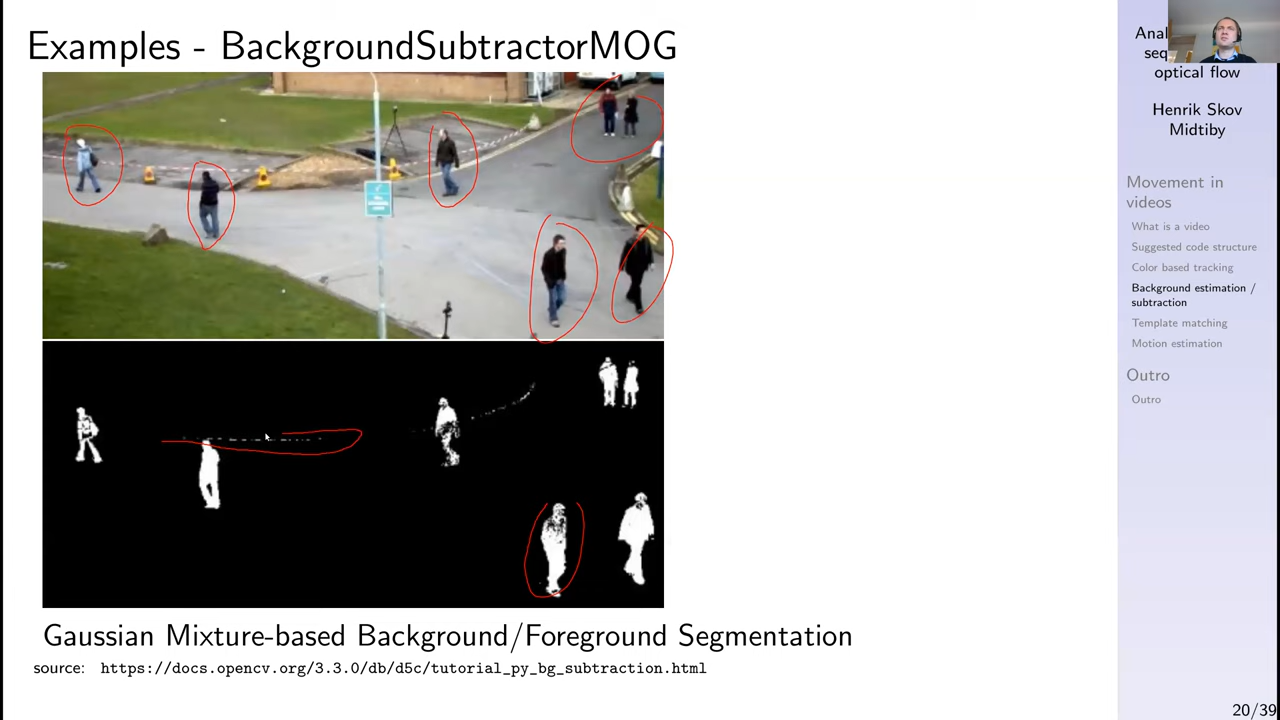 Examples - BackgroundSubtractorMOG
Gaussian Mixture-based Background/Foreground Segmentation
source: https://docs.opencv.org/3.3.0/db/d5c/tutorial_py_bg_subtraction.html
Anal
seq
optical flow
Henrik Skov
Midtiby
Movement in
videos
What is a video
Suggested code structure
Color based tracking
Background estimation /
subtraction
Template matching
Motion estimation
Outro
Outro
20/39